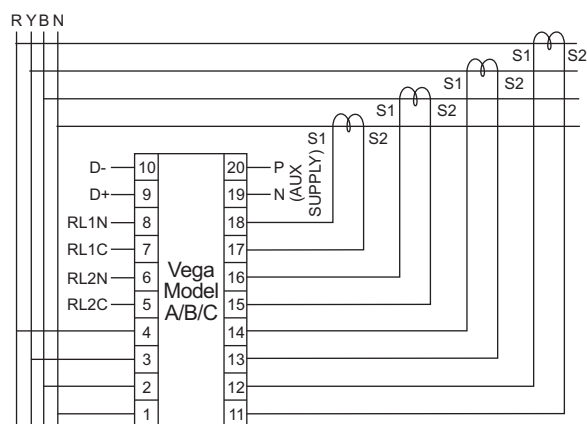 R Y B N
S1 S2
S1 S2
S1 S2
S1 S2
D- 10 20 P
D+ 9 19 N
(AUX
SUPPLY)
RL1N 8 18
RL1C 7 17
RL2N 6 16
RL2C 5 15
4 14
3 13
2 12
1 11
Vega
Model
A/B/C